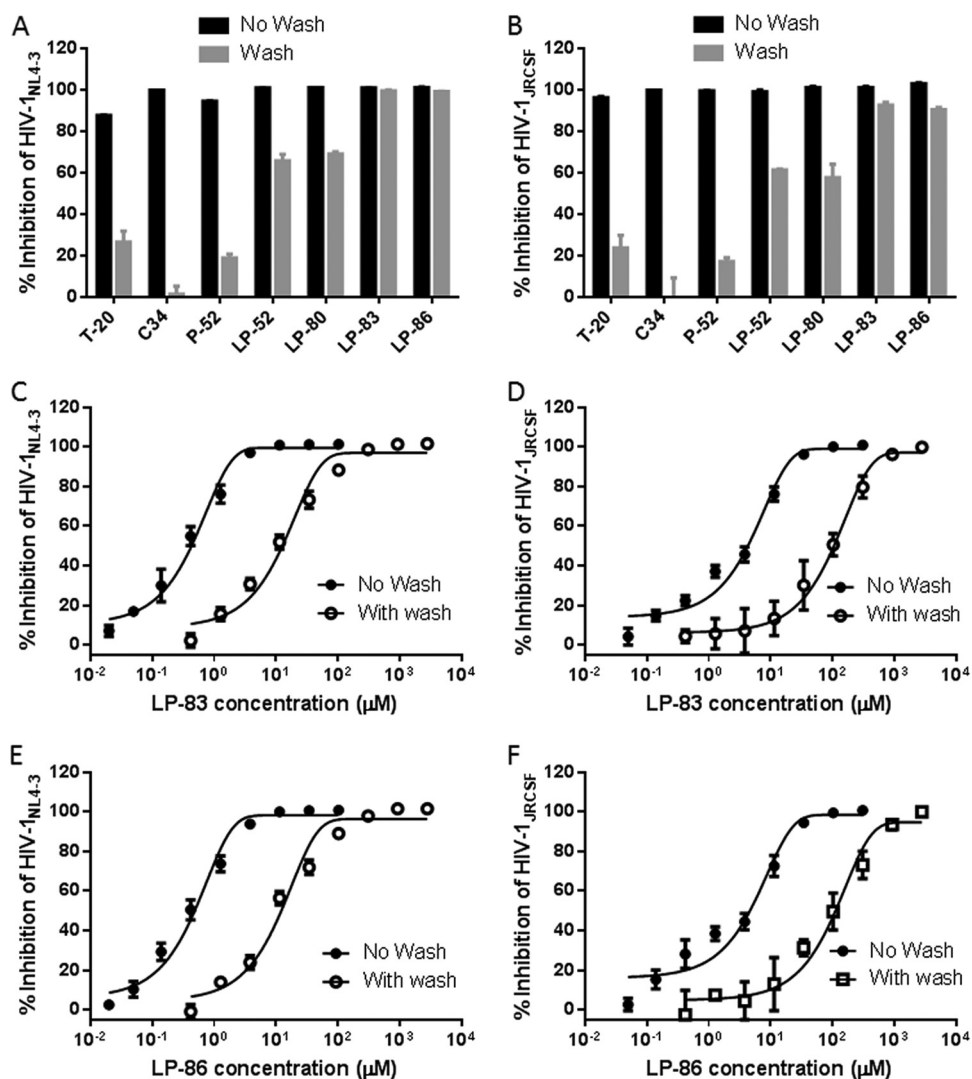 A
No Wash
Wash
% Inhibition of HIV-1NL4-3
120
100
80
60
40
20
0
T-20
C34
P-52
LP-52
LP-80
LP-83
LP-86
B
No Wash
Wash
% Inhibition of HIV-1JRCSF
120
100
80
60
40
20
0
T-20
C34
P-52
LP-52
LP-80
LP-83
LP-86
C
% Inhibition of HIV-1NL4-3
120
100
80
60
40
20
0
No Wash
With wash
10-2 10-1 100 101 102 103 104
LP-83 concentration (µM)
D
% Inhibition of HIV-1JRCSF
120
100
80
60
40
20
0
No Wash
With wash
10-2 10-1 100 101 102 103 104
LP-83 concentration (µM)
E
% Inhibition of HIV-1NL4-3
120
100
80
60
40
20
0
No Wash
With wash
10-2 10-1 100 101 102 103 104
LP-86 concentration (µM)
F
% Inhibition of HIV-1JRCSF
120
100
80
60
40
20
0
No Wash
With wash
10-2 10-1 100 101 102 103 104
LP-86 concentration (µM)